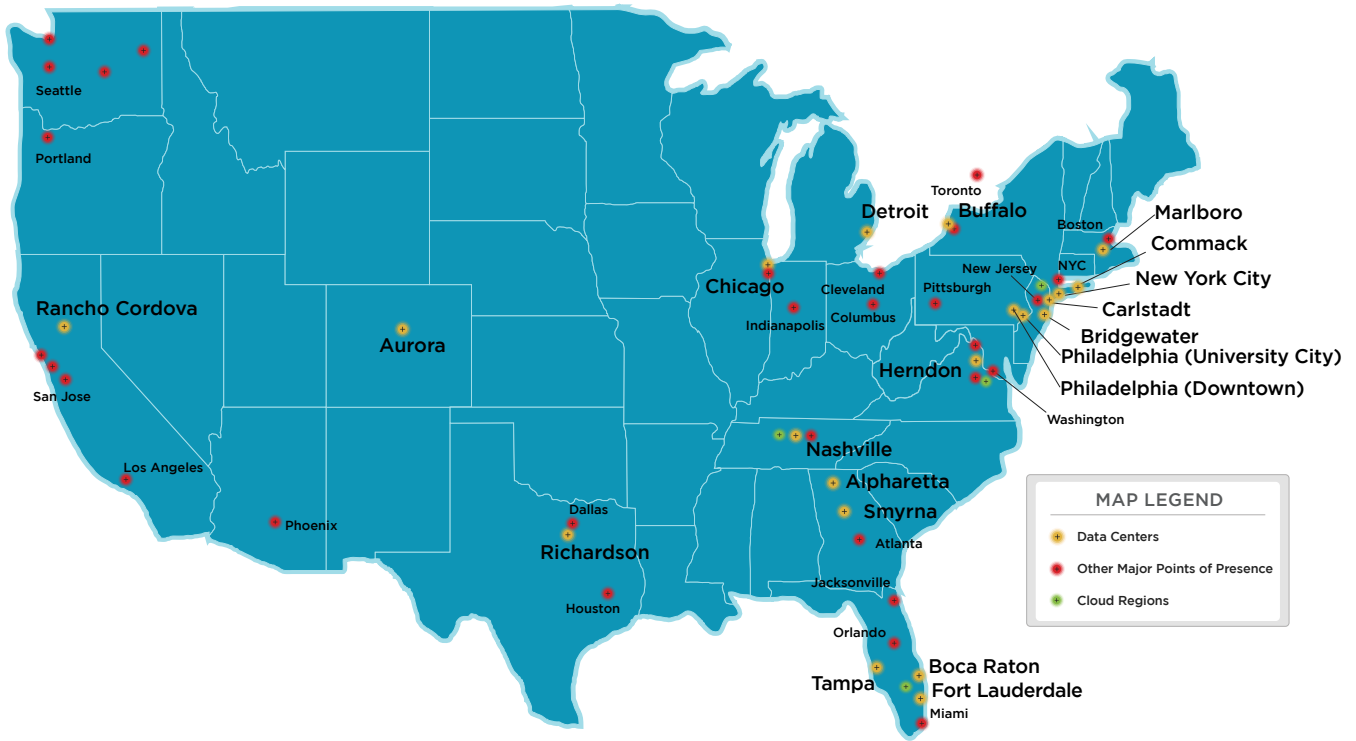 Seattle
Portland
Toronto
Detroit
Buffalo
Marlboro
Boston
Commack
New Jersey
NYC
New York City
Chicago
Cleveland
Pittsburgh
Rancho Cordova
Carlstadt
Columbus
Indianapolis
Bridgewater
Aurora
Philadelphia (University City)
Herndon
Philadelphia (Downtown)
San Jose
Washington
Nashville
Los Angeles
Alpharetta
MAP LEGEND
Dallas
Smyrna
Phoenix
Data Centers
Atlanta
Richardson
Other Major Points of Presence
Jacksonville
Cloud Regions
Houston
Orlando
Boca Raton
Tampa
Fort Lauderdale
Miami